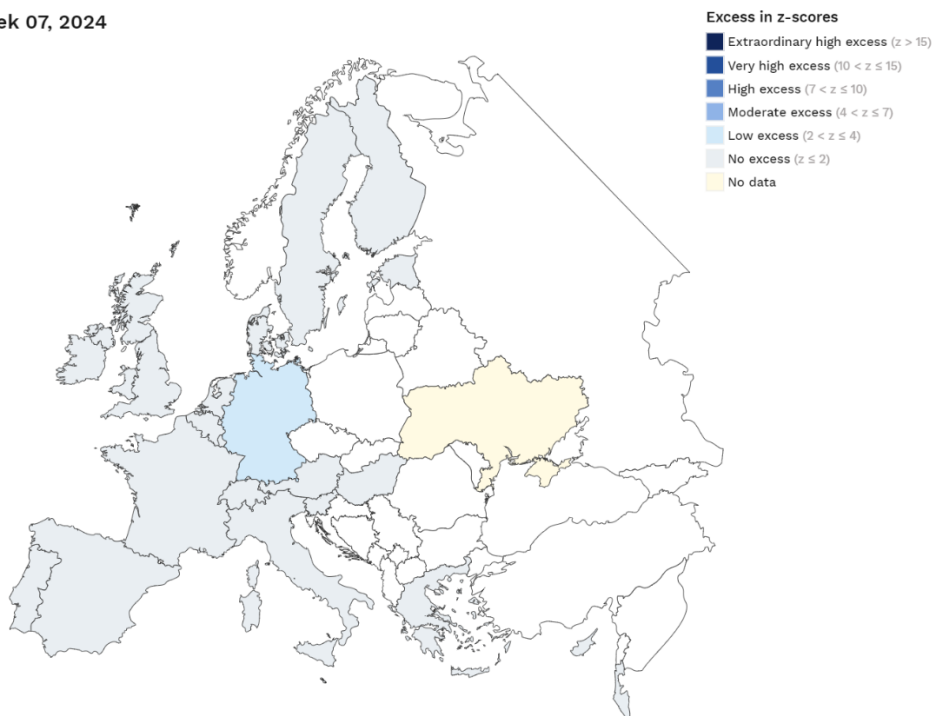 ek 07, 2024
Excess in z-scores
Extraordinary high excess (z > 15)
Very high excess (10 < z ≤ 15)
High excess (7 < z ≤ 10)
Moderate excess (4 < z ≤ 7)
Low excess (2 < z ≤ 4)
No excess (z ≤ 2)
No data